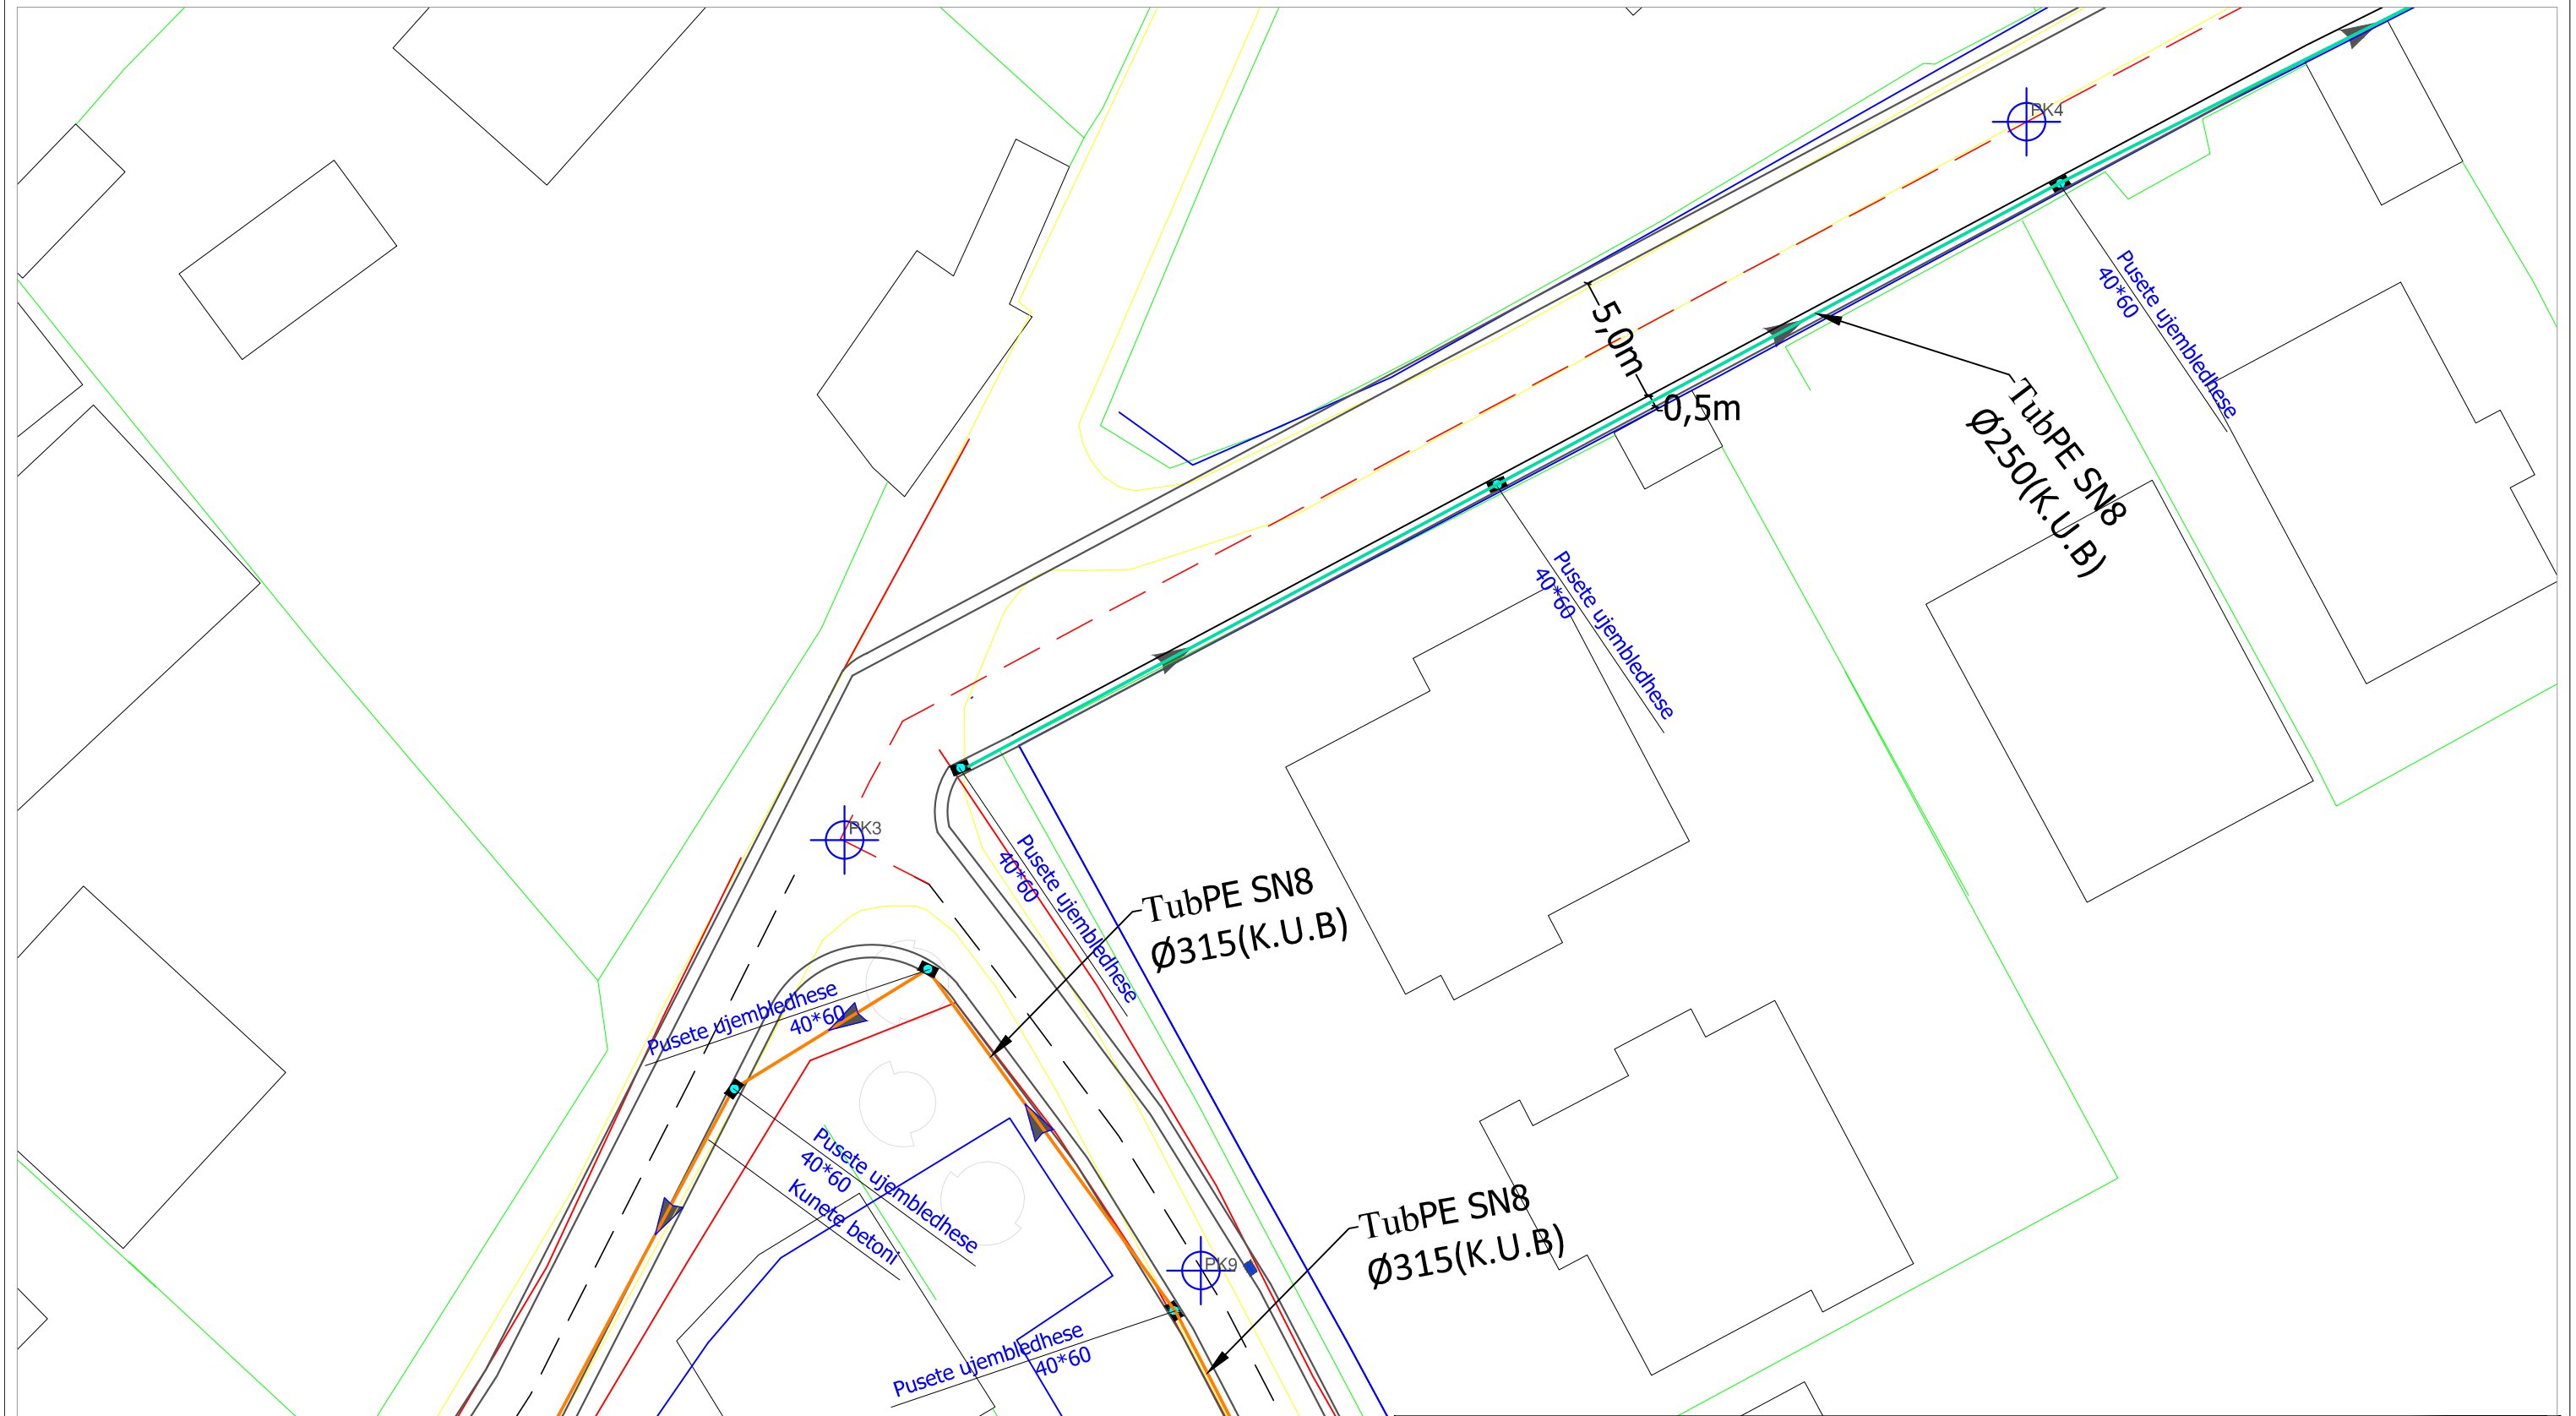 PK4
Pusete ujembledhese
40*60
5,0m
0,5m
TubPE SN8
Ø250(K.U.B)
Pusete ujembledhese
40*60
PK3
Pusete ujembledhese
40*60
TubPE SN8
Ø315(K.U.B)
Pusete ujembledhese
40*60
Pusete ujembledhese
40*60
Kunete betoni
TubPE SN8
Ø315(K.U.B)
PK9
Pusete ujembledhese
40*60